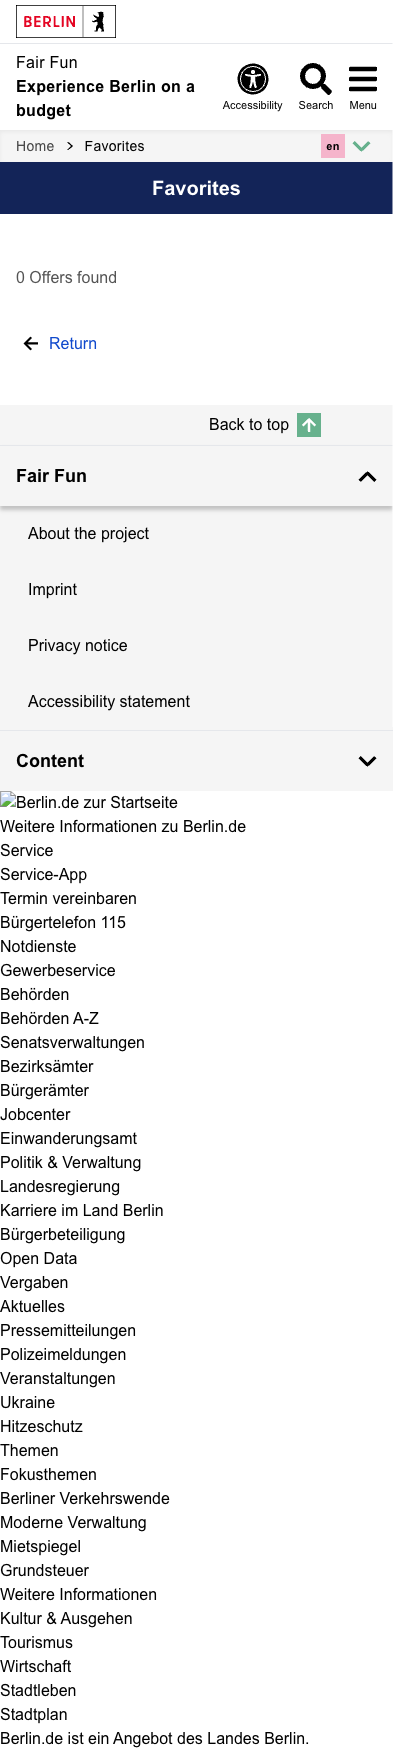 BERLIN
Fair Fun
Experience Berlin on a
budget
Accessibility
Search
Menu
Home
Favorites
en
Favorites
0 Offers found
Return
Back to top
Fair Fun
About the project
Imprint
Privacy notice
Accessibility statement
Content
Berlin.de zur Startseite
Weitere Informationen zu Berlin.de
Service
Service-App
Termin vereinbaren
Bürgertelefon 115
Notdienste
Gewerbeservice
Behörden
Behörden A-Z
Senatsverwaltungen
Bezirksämter
Bürgerämter
Jobcenter
Einwanderungsamt
Politik & Verwaltung
Landesregierung
Karriere im Land Berlin
Bürgerbeteiligung
Open Data
Vergaben
Aktuelles
Pressemitteilungen
Polizeimeldungen
Veranstaltungen
Ukraine
Hitzeschutz
Themen
Fokusthemen
Berliner Verkehrswende
Moderne Verwaltung
Mietspiegel
Grundsteuer
Weitere Informationen
Kultur & Ausgehen
Tourismus
Wirtschaft
Stadtleben
Stadtplan
Berlin.de ist ein Angebot des Landes Berlin.